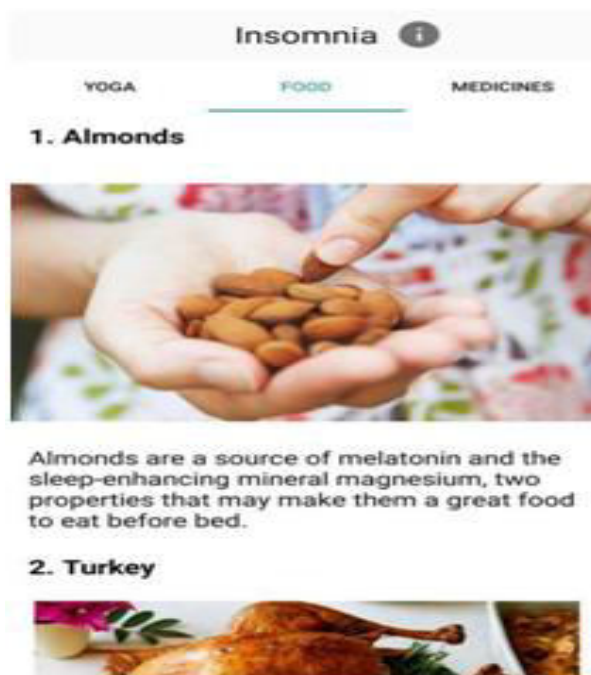 Insomnia
YOGA FOOD MEDICINES
1. Almonds
Almonds are a source of melatonin and the
sleep-enhancing mineral magnesium, two
properties that may make them a great food
to eat before bed.
2. Turkey